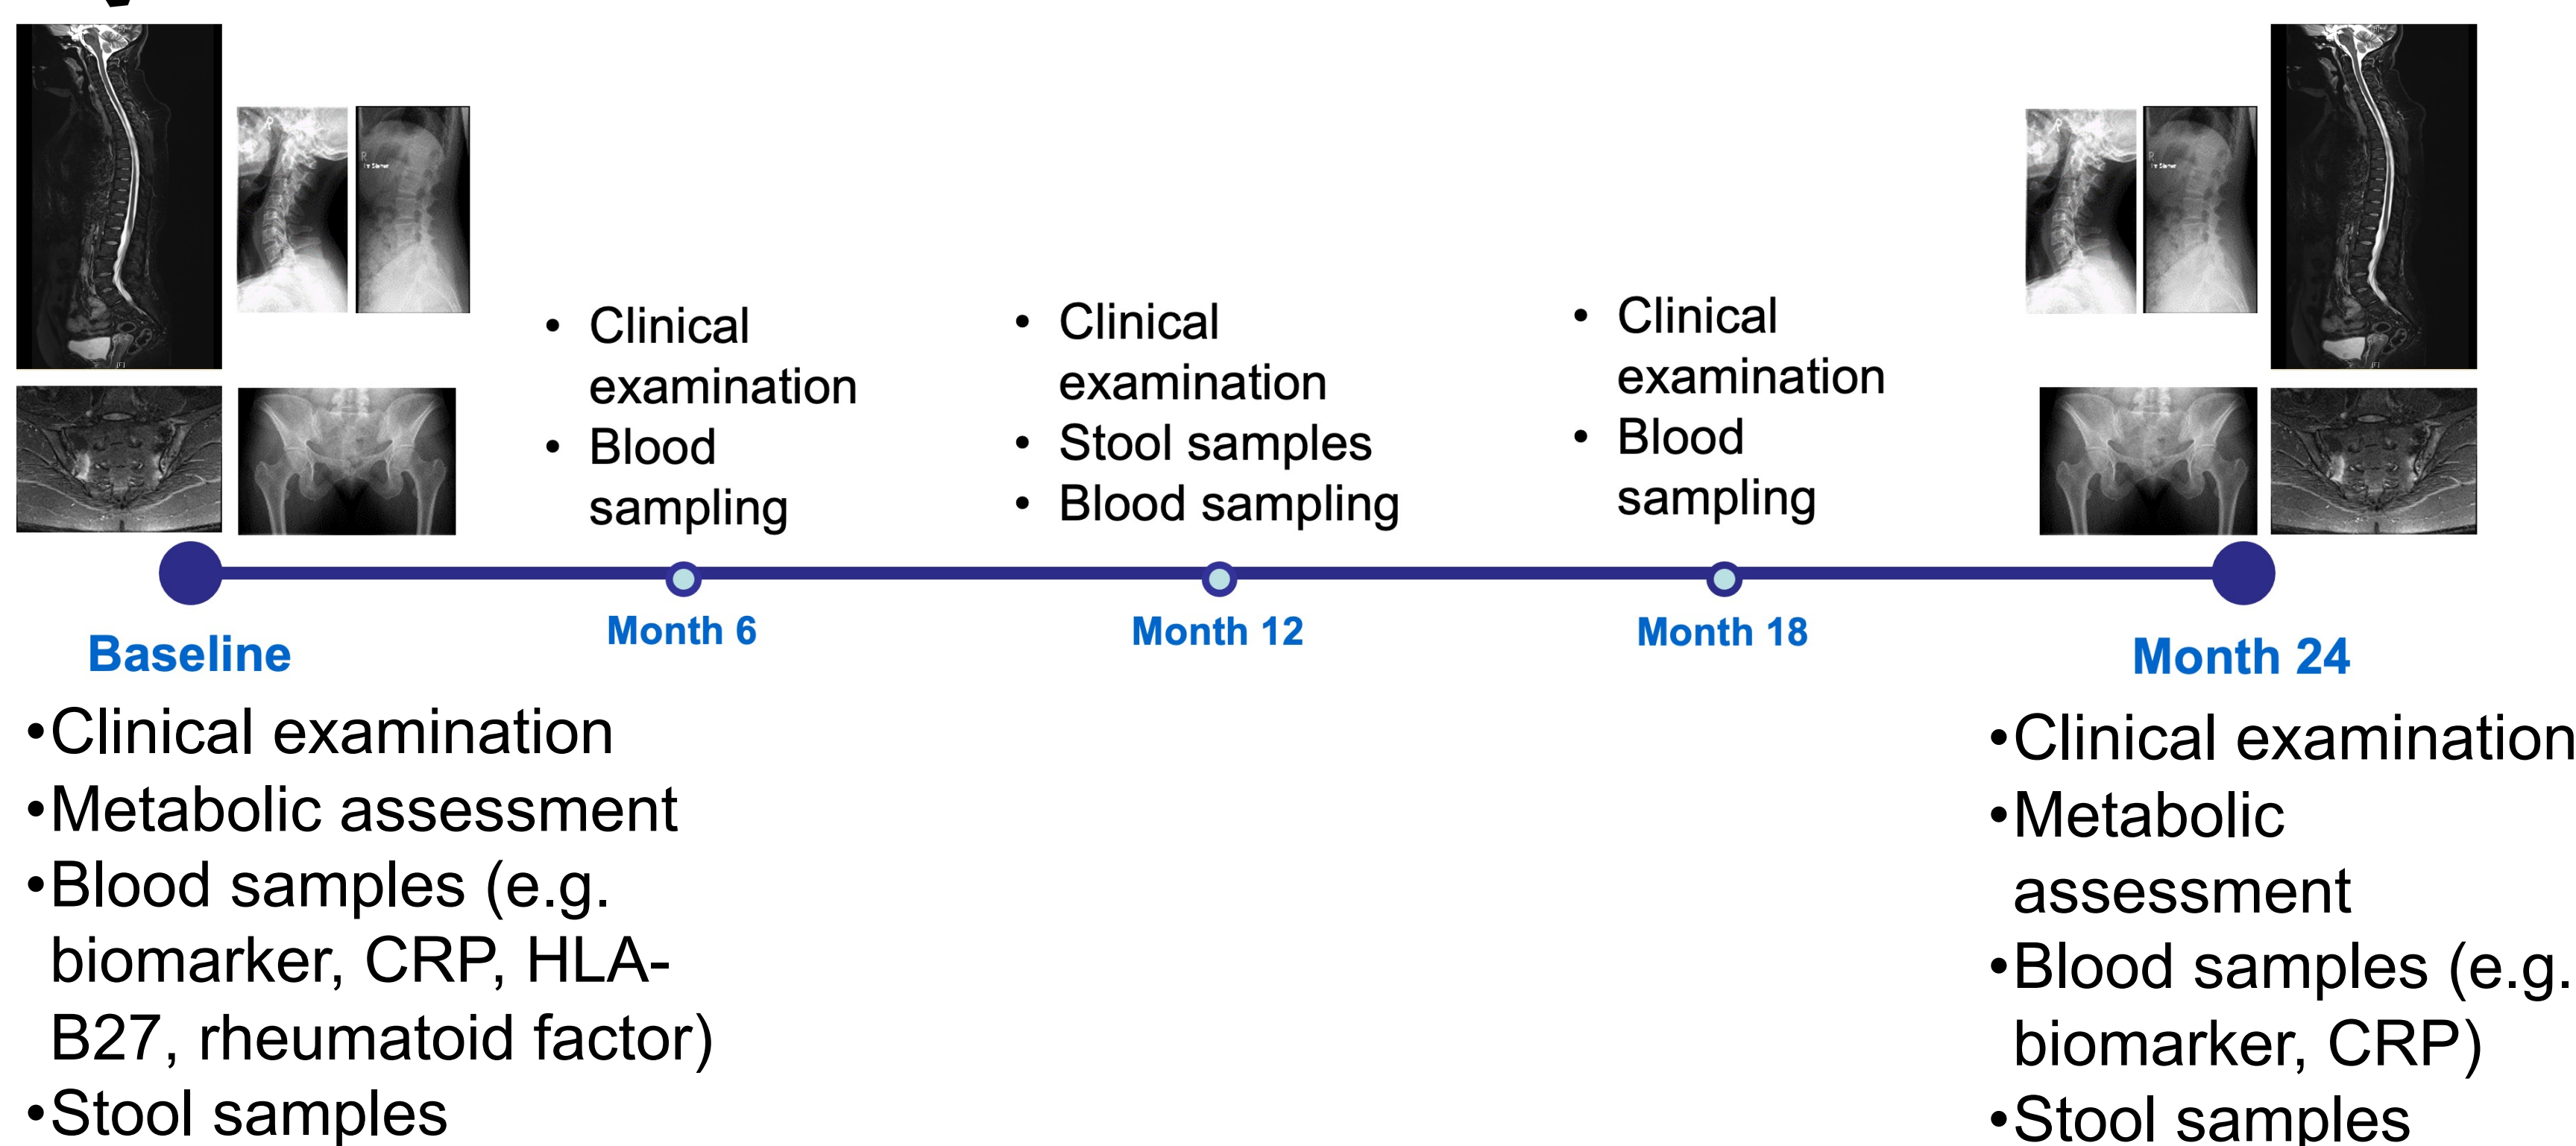 • Clinical
examination
• Blood
sampling
• Clinical
examination
• Stool samples
• Blood sampling
• Clinical
examination
• Blood
sampling
Baseline
Month 6
Month 12
Month 18
Month 24
•Clinical examination
•Metabolic assessment
•Blood samples (e.g.
biomarker, CRP, HLA-
B27, rheumatoid factor)
•Stool samples
•Clinical examination
•Metabolic
assessment
•Blood samples (e.g.
biomarker, CRP)
•Stool samples